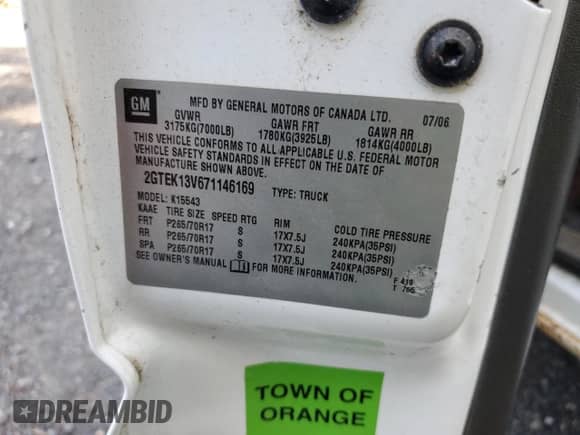 GM
MFD BY GENERAL MOTORS OF CANADA LTD. 07/06
GVWR GAWR FRT GAWR RR
3175KG(7000LB) 1780KG(3925LB) 1814KG(4000LB)
THIS VEHICLE CONFORMS TO ALL APPLICABLE U.S. FEDERAL MOTOR
VEHICLE SAFETY STANDARDS IN EFFECT ON THE DATE OF
MANUFACTURE SHOWN ABOVE.
2GTEK13V671146169 TYPE: TRUCK
MODEL: K15543
KAAE TIRE SIZE SPEED RTG RIM COLD TIRE PRESSURE
FRT P265/70R17 S 17X7.5J 240KPA(35PSI)
RR P265/70R17 S 17X7.5J 240KPA(35PSI)
SPA P265/70R17 S 17X7.5J 240KPA(35PSI)
SEE OWNER'S MANUAL FOR MORE INFORMATION.
F 419
T
TOWN OF
ORANGE
DREAMBID